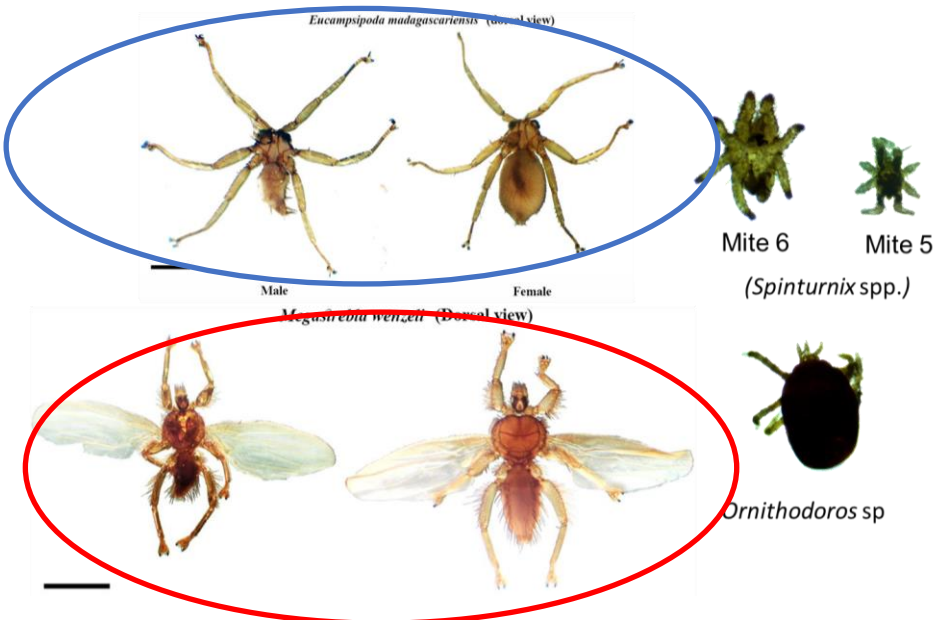 Eucampsipoda madagascariensis (dorsal view)
Mite 6
Mite 5
(Spinturnix spp.)
Male
Female
Megastrebla wenzeli (Dorsal view)
Ornithodoros sp